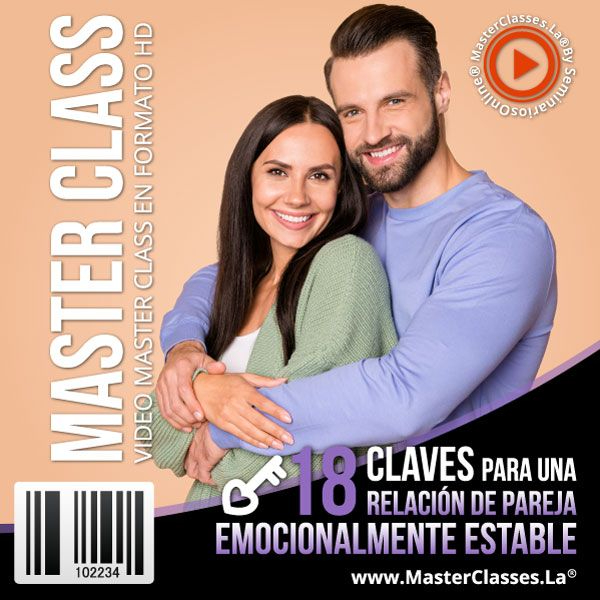 MASTER CLASS
VIDEO MASTER CLASS EN FORMATO HD
MasterClasses.La® By SeminariosOnline®
18 CLAVES PARA UNA
RELACIÓN DE PAREJA
EMOCIONALMENTE ESTABLE
102234
www.MasterClasses.La®